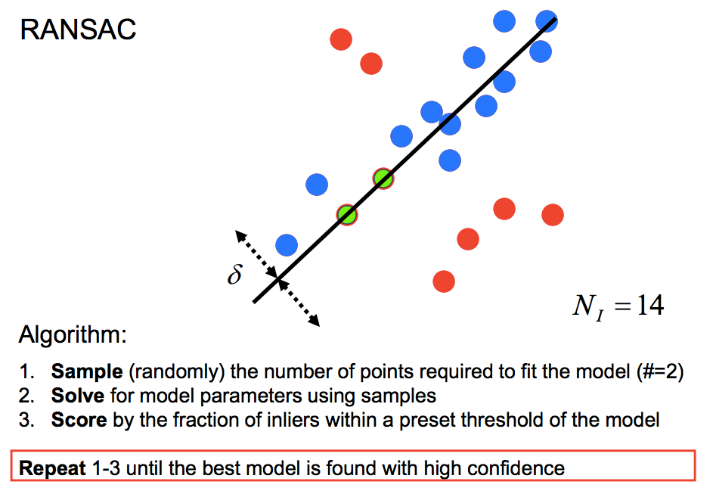 RANSAC
δ
N_I = 14
Algorithm:
1. Sample (randomly) the number of points required to fit the model (#=2)
2. Solve for model parameters using samples
3. Score by the fraction of inliers within a preset threshold of the model
Repeat 1-3 until the best model is found with high confidence